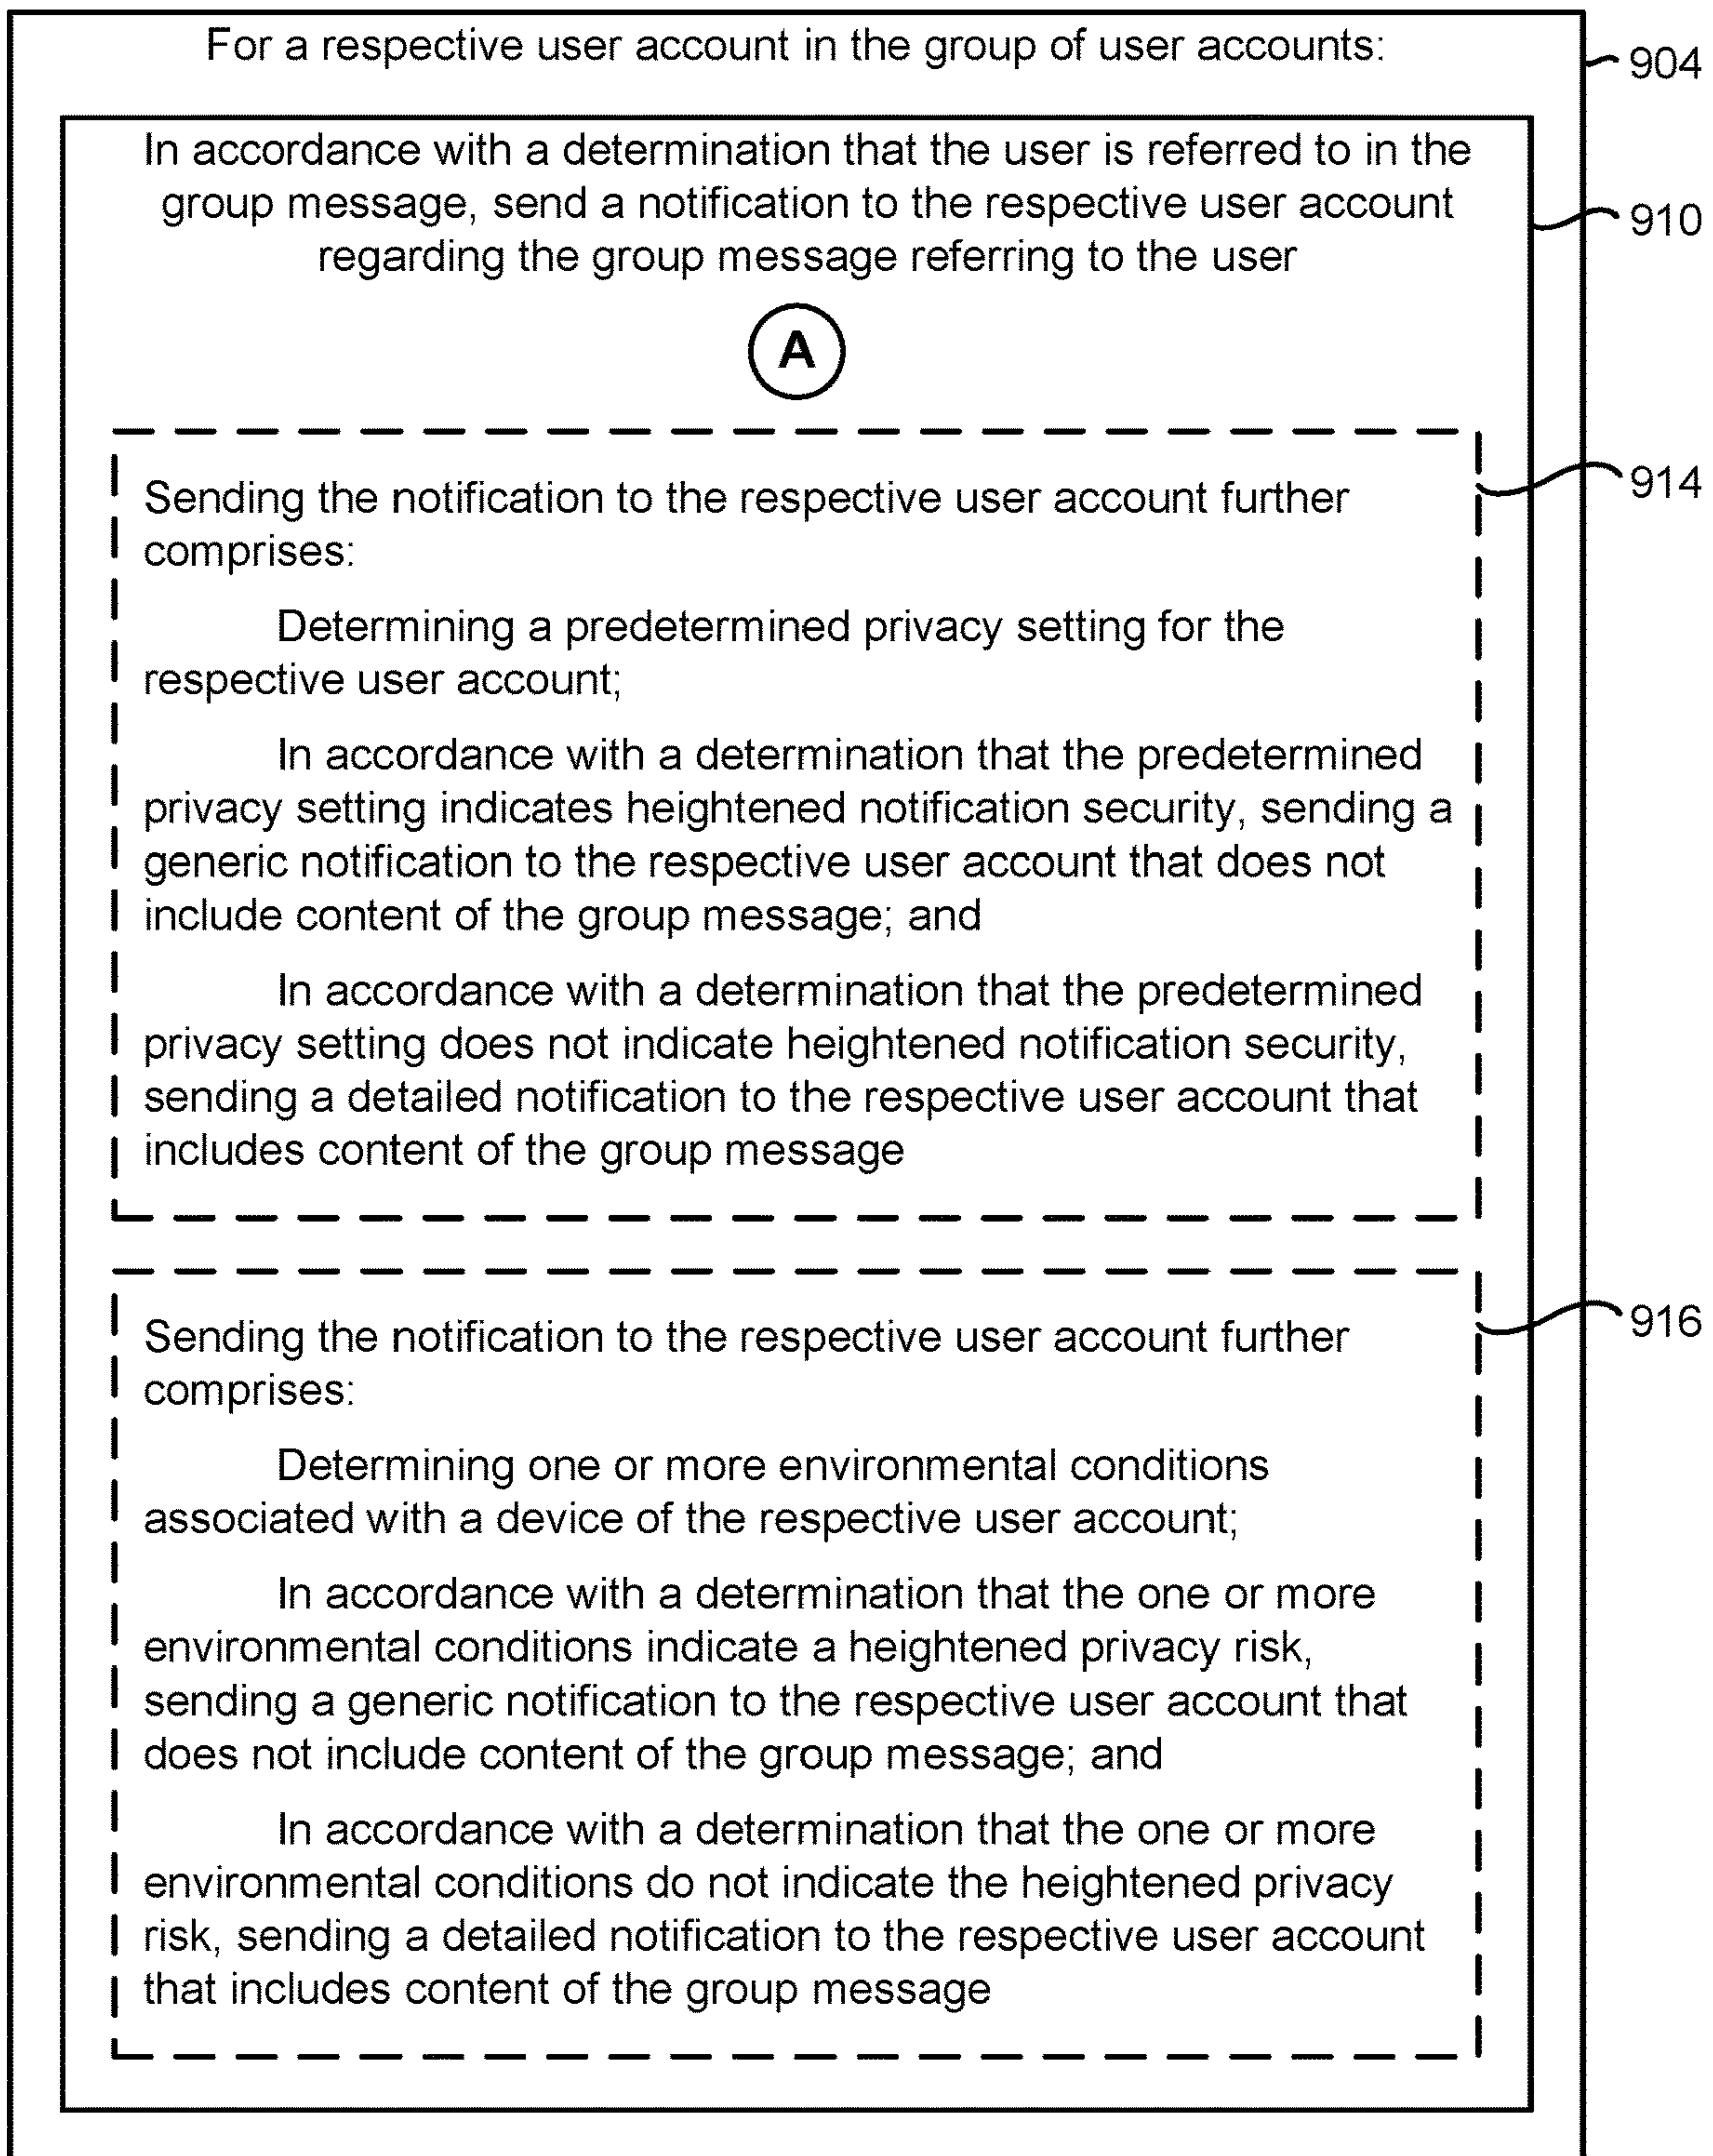 For a respective user account in the group of user accounts:
904
In accordance with a determination that the user is referred to in the
group message, send a notification to the respective user account
regarding the group message referring to the user
910
A
Sending the notification to the respective user account further
comprises:
914
Determining a predetermined privacy setting for the
respective user account;
In accordance with a determination that the predetermined
privacy setting indicates heightened notification security, sending a
generic notification to the respective user account that does not
include content of the group message; and
In accordance with a determination that the predetermined
privacy setting does not indicate heightened notification security,
sending a detailed notification to the respective user account that
includes content of the group message
Sending the notification to the respective user account further
comprises:
916
Determining one or more environmental conditions
associated with a device of the respective user account;
In accordance with a determination that the one or more
environmental conditions indicate a heightened privacy risk,
sending a generic notification to the respective user account that
does not include content of the group message; and
In accordance with a determination that the one or more
environmental conditions do not indicate the heightened privacy
risk, sending a detailed notification to the respective user account
that includes content of the group message